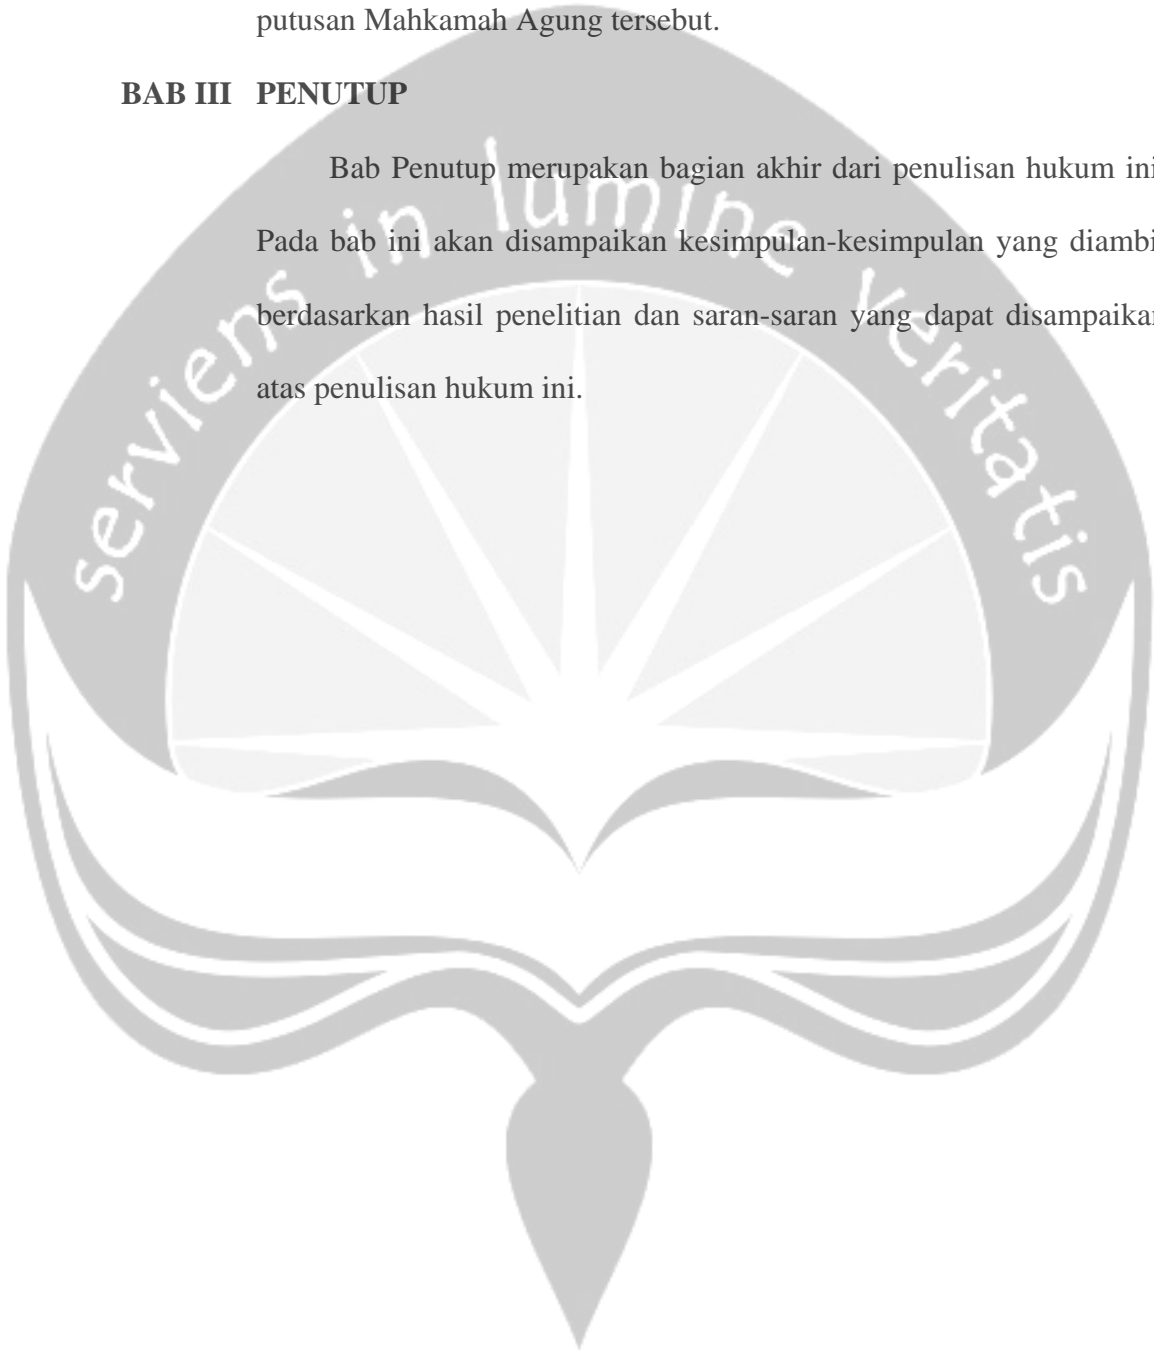 putusan Mahkamah Agung tersebut.
BAB III PENUTUP
Bab Penutup merupakan bagian akhir dari penulisan hukum ini
Pada bab ini akan disampaikan kesimpulan-kesimpulan yang diambi
berdasarkan hasil penelitian dan saran-saran yang dapat disampaikan
atas penulisan hukum ini.
serviens in lumine veritatis